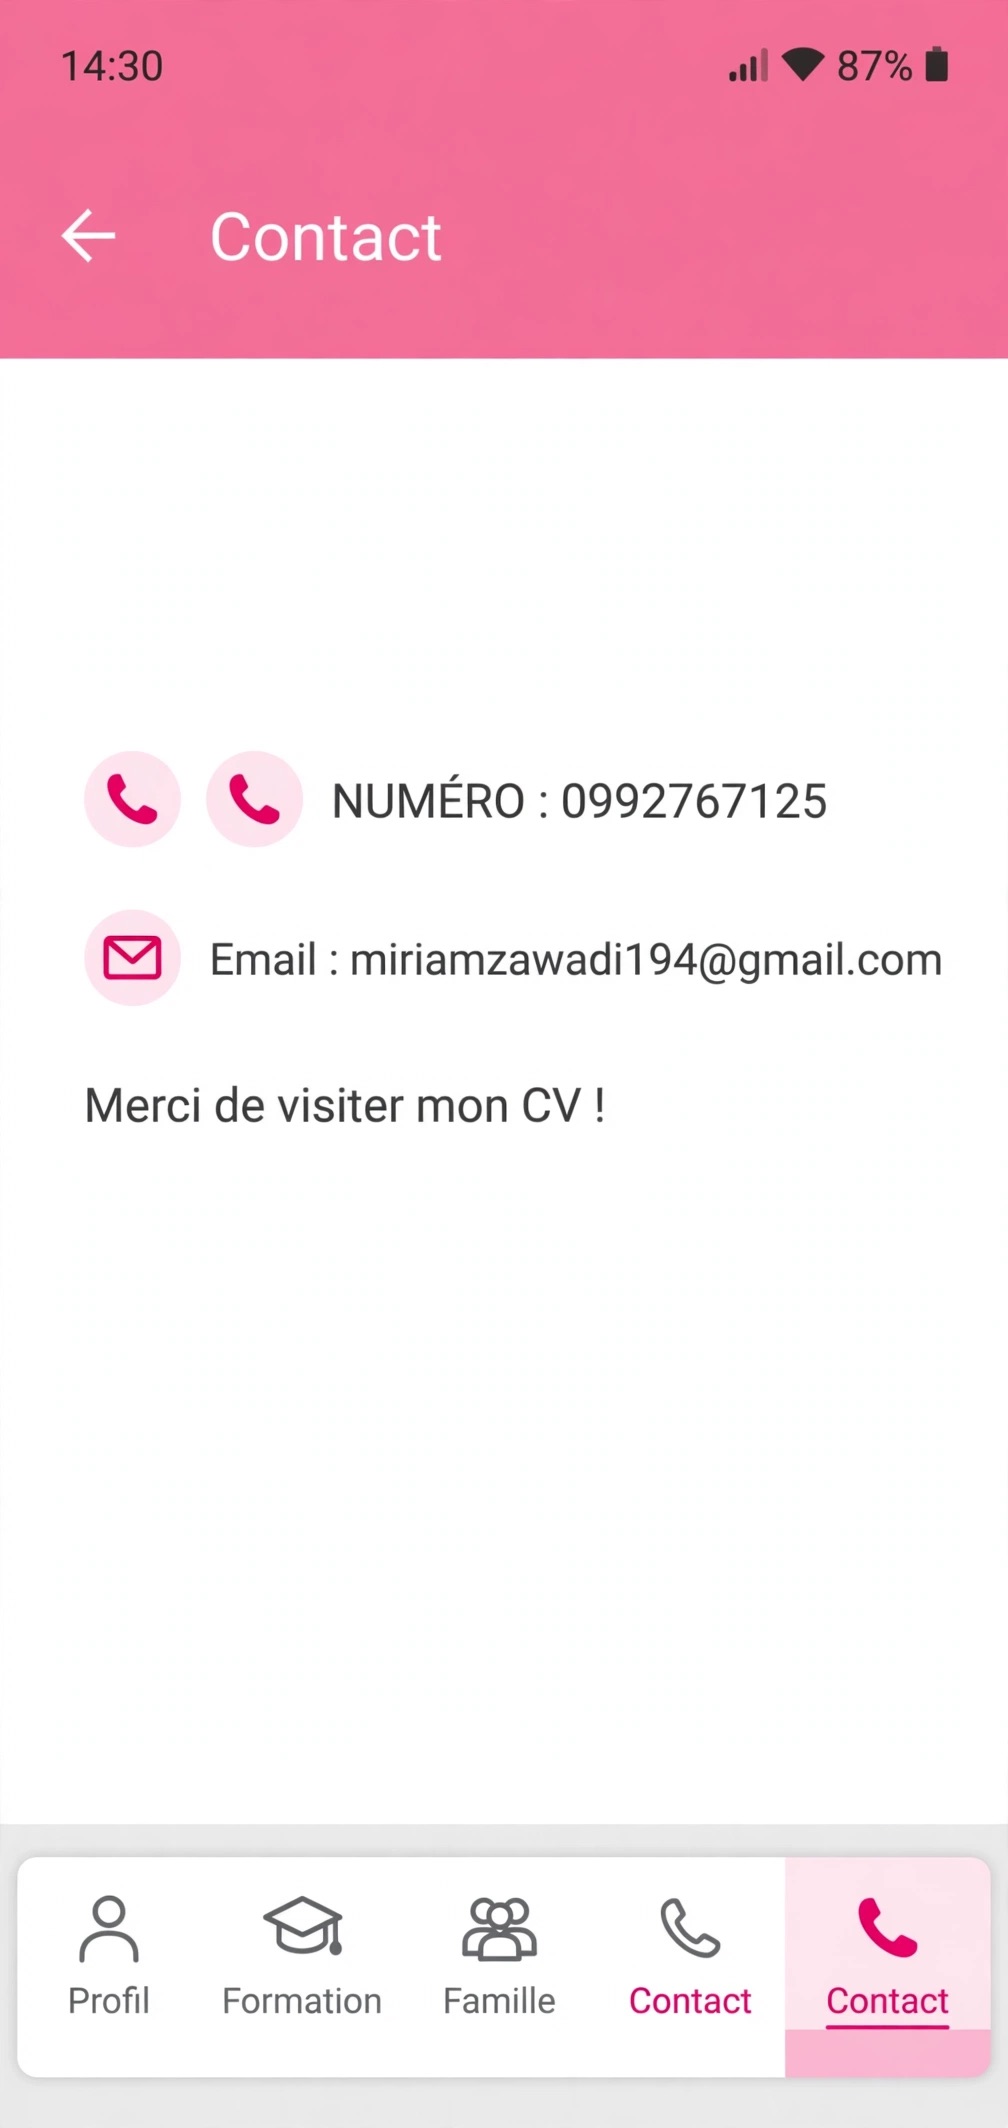 14:30 87%
Contact
NUMÉRO : 0992767125
Email : miriamzawadi194@gmail.com
Merci de visiter mon CV !
Profil Formation Famille Contact Contact